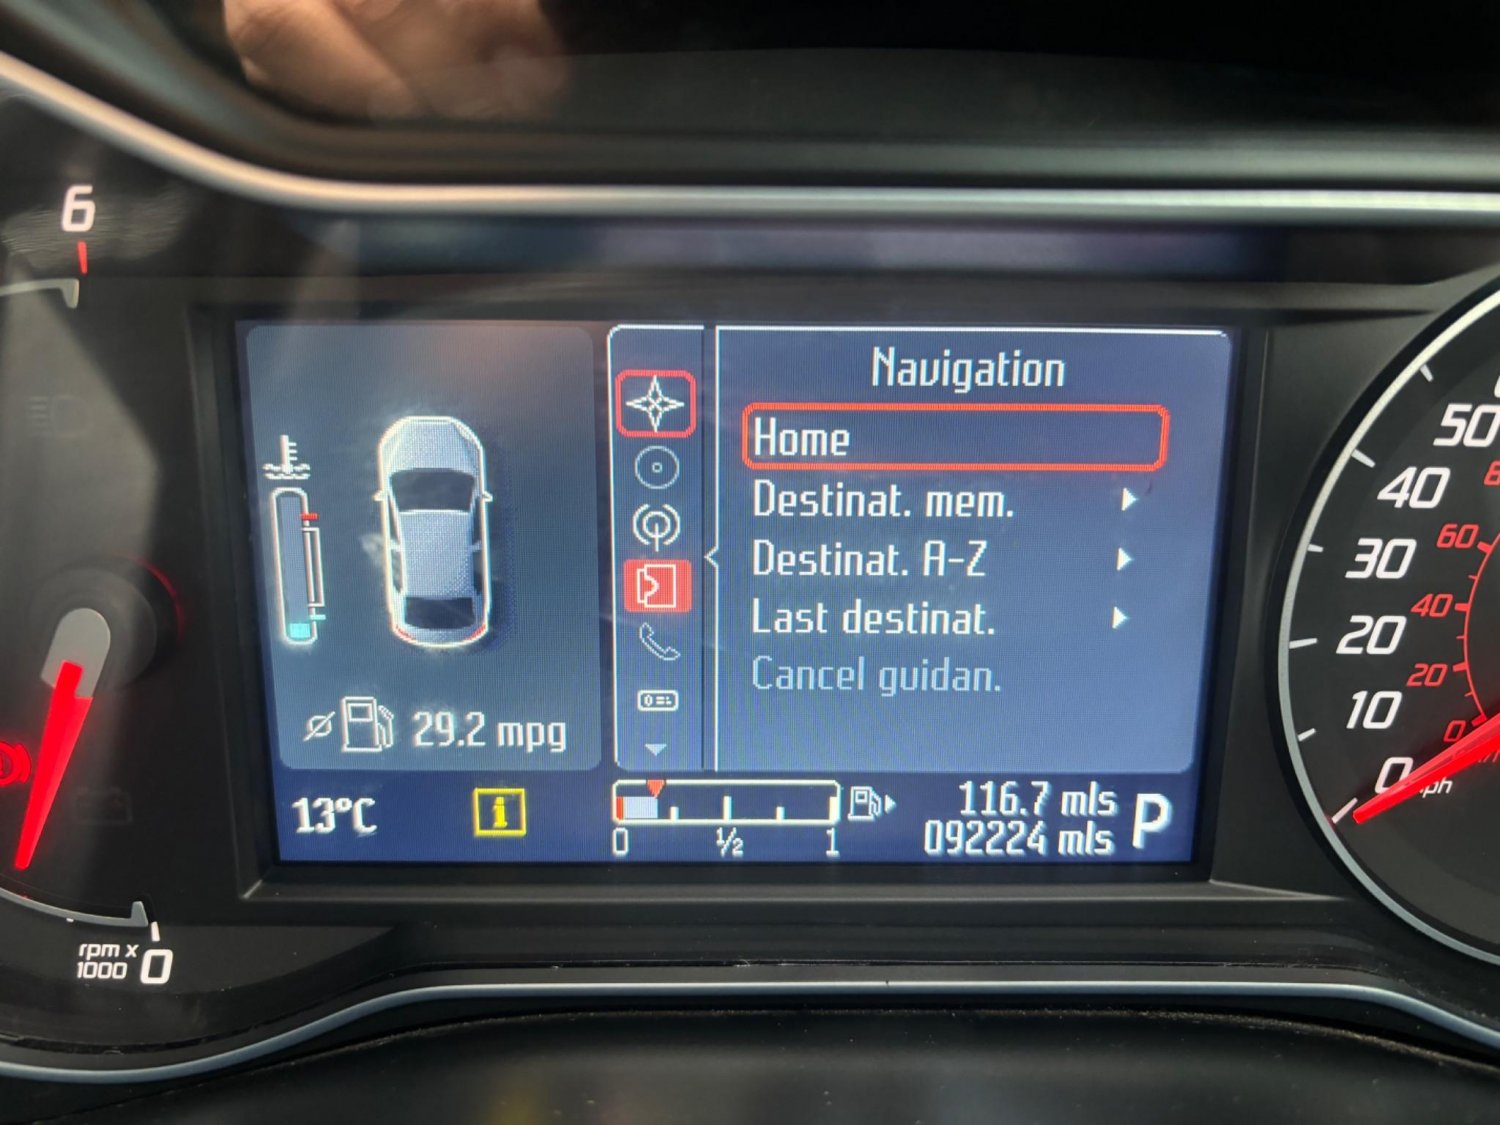 6
rpm x
1000
0
Navigation
Home
Destinat. mem.
Destinat. A-Z
Last destinat.
Cancel guidan.
29.2 mpg
13°C
i
0
½
1
116.7 mls
092224 mls
P
50
40
30
20
10
0
60
40
20
0